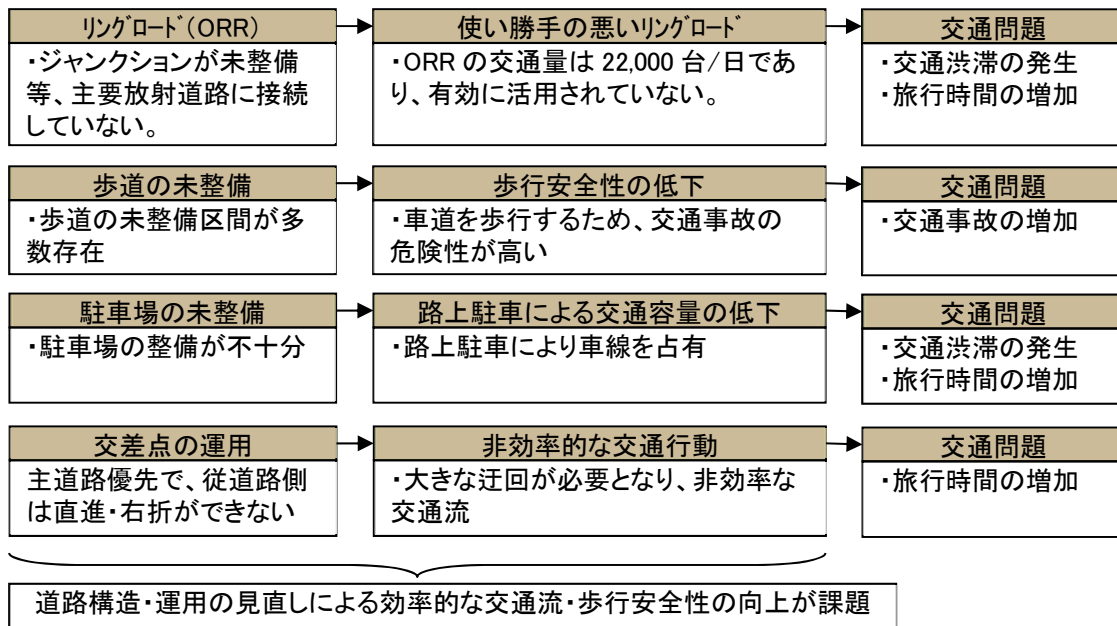 リングロード(ORR)
・ジャンクションが未整備
等、主要放射道路に接続
していない。
使い勝手の悪いリングロード
・ORR の交通量は 22,000 台/日であ
り、有効に活用されていない。
交通問題
・交通渋滞の発生
・旅行時間の増加
歩道の未整備
・歩道の未整備区間が多
数存在
歩行安全性の低下
・車道を歩行するため、交通事故の
危険性が高い
交通問題
・交通事故の増加
駐車場の未整備
・駐車場の整備が不十分
路上駐車による交通容量の低下
・路上駐車により車線を占有
交通問題
・交通渋滞の発生
・旅行時間の増加
交差点の運用
主道路優先で、従道路側
は直進・右折ができない
非効率的な交通行動
・大きな迂回が必要となり、非効率な
交通流
交通問題
・旅行時間の増加
道路構造・運用の見直しによる効率的な交通流・歩行安全性の向上が課題